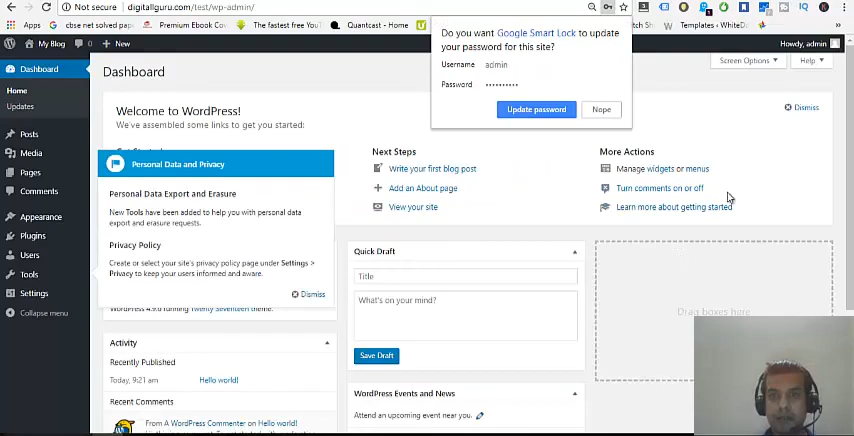 Not secure | digitallguru.com/test/wp-admin/
Apps
cbse net solved pap
Premium Ebook Co
The fastest free You
Quantcast - Home
Templates ‹ WhiteDo
My Blog 0 0 + New
Howdy, admin
Do you want Google Smart Lock to update
your password for this site?
Username admin
Password ••••••••••
Update password
Nope
Screen Options
Help
Dashboard
Home
Updates
Posts
Media
Pages
Comments
Appearance
Plugins
Users
Tools
Settings
Collapse menu
Dashboard
Welcome to WordPress!
We've assembled some links to get you started:
Dismiss
Personal Data and Privacy
Personal Data Export and Erasure
New Tools have been added to help you with personal data
export and erasure requests.
Privacy Policy
Create or select your site's privacy policy page under Settings >
Privacy to keep your users informed and aware.
Dismiss
Next Steps
Write your first blog post
Add an About page
View your site
More Actions
Manage widgets or menus
Turn comments on or off
Learn more about getting started
Activity
Recently Published
Today, 9:21 am Hello world!
Recent Comments
From A WordPress Commenter on Hello world!
Quick Draft
Title
What's on your mind?
Save Draft
WordPress Events and News
Attend an upcoming event near you.
Drag boxes here